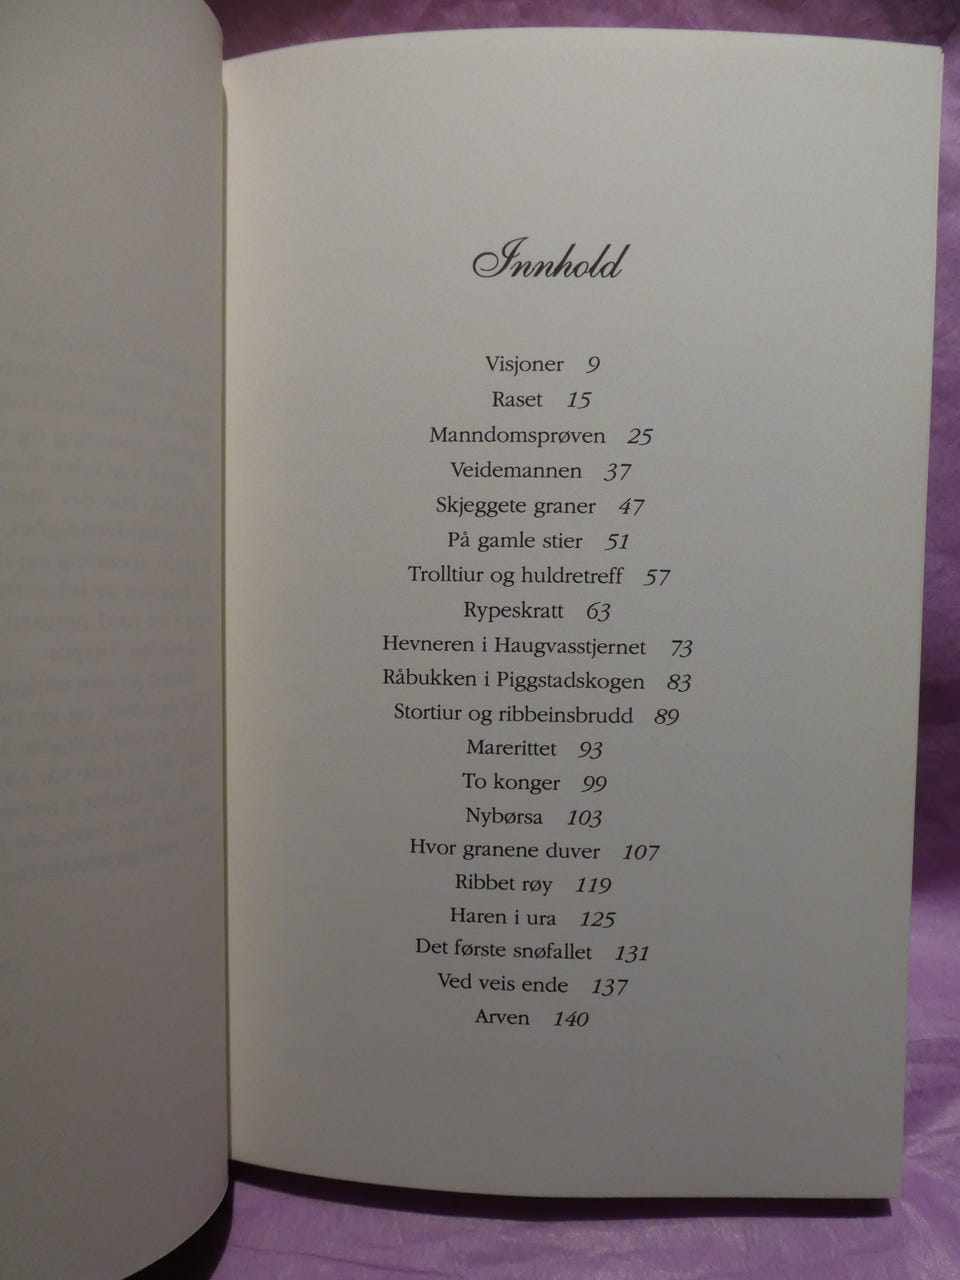 Innhold
Visjoner 9
Raset 15
Manndomsprøven 25
Veidemannen 37
Skjeggete graner 47
På gamle stier 51
Trolltiur og huldretreff 57
Rypeskratt 63
Hevneren i Haugvasstjernet 73
Råbukken i Piggstadskogen 83
Stortiur og ribbeinsbrudd 89
Marerittet 93
To konger 99
Nybørsa 103
Hvor granene duver 107
Ribbet røy 119
Haren i ura 125
Det første snøfallet 131
Ved veis ende 137
Arven 140